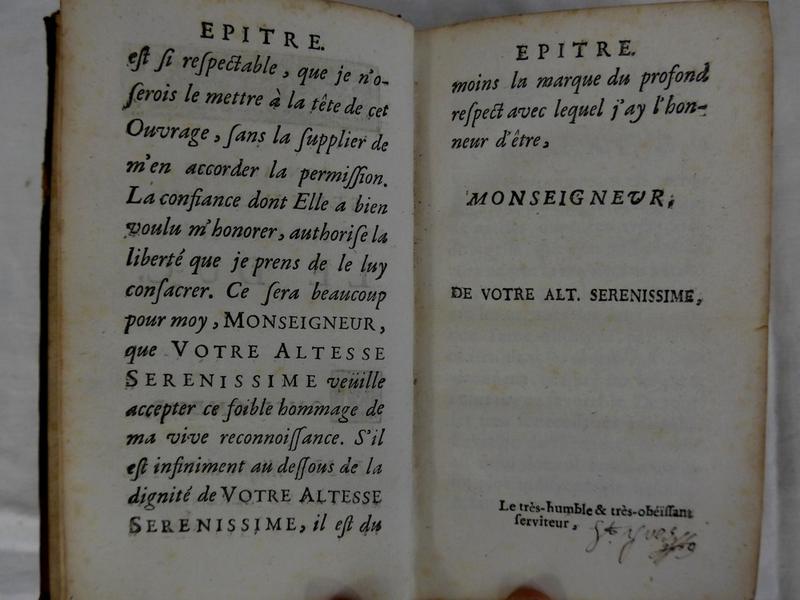 EPITRE.
est si respectable, que je n'o-
serois le mettre à la tête de cet
Ouvrage, sans la supplier de
m'en accorder la permission.
La confiance dont Elle a bien
voulu m'honorer, authorise la
liberté que je prens de le luy
consacrer. Ce sera beaucoup
pour moy, MONSEIGNEUR,
que VOTRE ALTESSE
SERENISSIME veüille
accepter ce foible hommage de
ma vive reconnoissance. S'il
est infiniment au dessous de la
dignité de VOTRE ALTESSE
SERENISSIME, il est du
EPITRE.
moins la marque du profond
respect avec lequel j'ay l'hon-
neur d'être,
MONSEIGNEUR,
DE VOTRE ALT. SERENISSIME,
Le très-humble & très-obéissant
serviteur, St yves